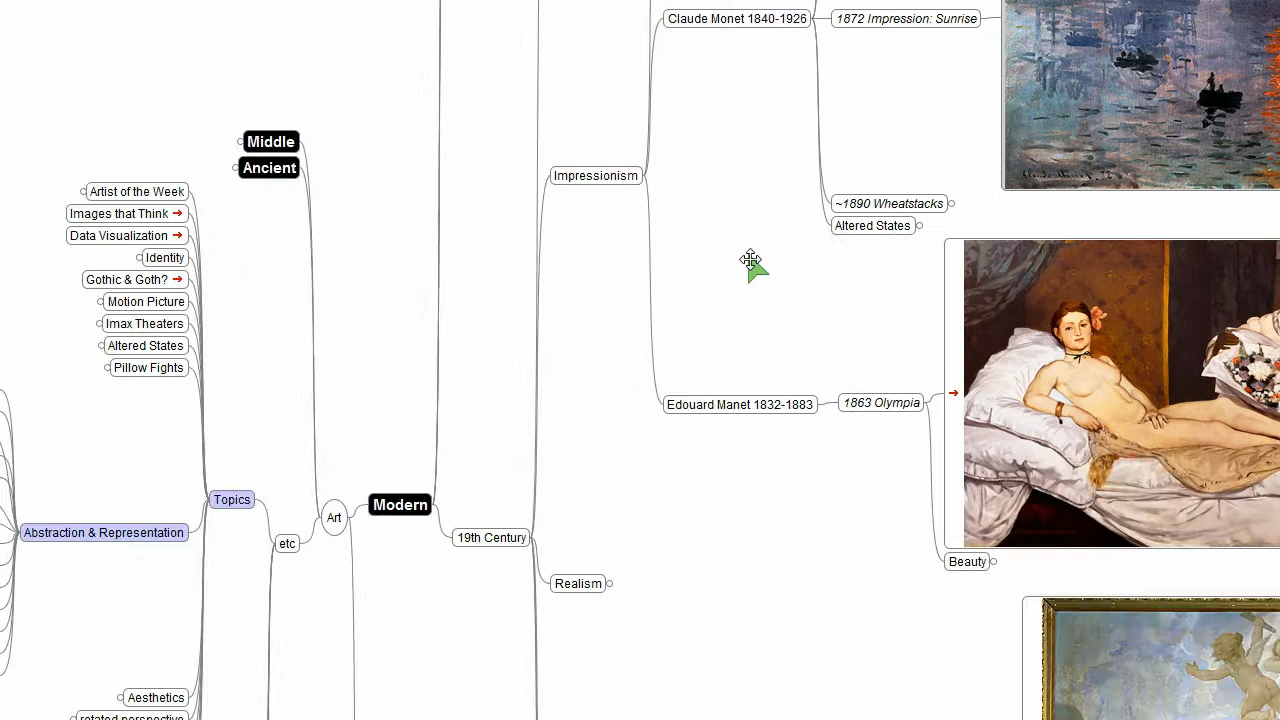 Claude Monet 1840-1926
1872 Impression: Sunrise
Middle
Ancient
Impressionism
Artist of the Week
Images that Think
~1890 Wheatstacks
Altered States
Data Visualization
Identity
Gothic & Goth?
Motion Picture
Imax Theaters
Altered States
Pillow Fights
Edouard Manet 1832-1883
1863 Olympia
Topics
Modern
Art
Abstraction & Representation
etc
19th Century
Beauty
Realism
Aesthetics
rotated perspective